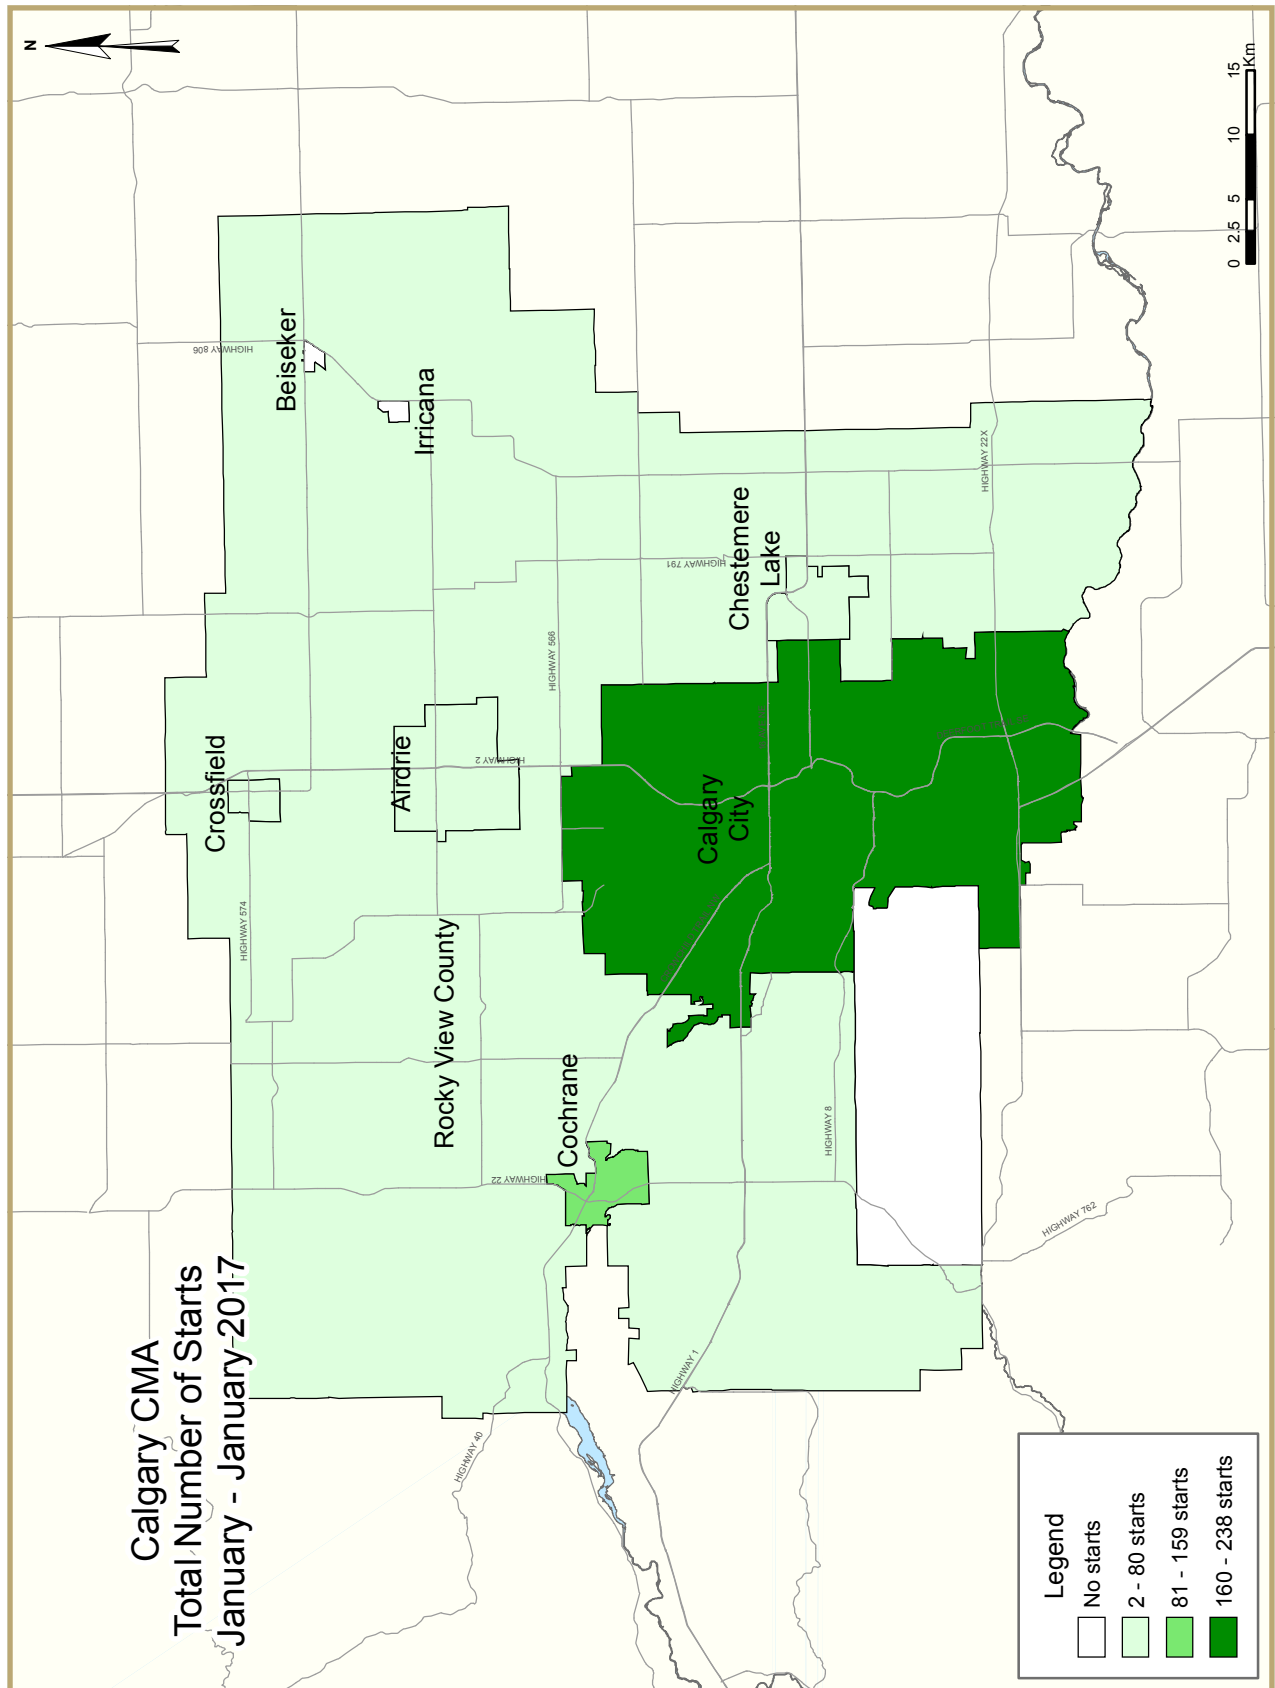 Calgary CMA
Total Number of Starts
January - January 2017
N
HIGHWAY 806
Beiseker
Irricana
Crossfield
HIGHWAY 574
Airdrie
HIGHWAY 2
HIGHWAY 566
Rocky View County
Cochrane
HIGHWAY 22
HIGHWAY 40
HIGHWAY 1
Chestemere
Lake
HIGHWAY 791
Calgary
City
HIGHWAY 8
HIGHWAY 22X
HIGHWAY 762
Legend
No starts
2 - 80 starts
81 - 159 starts
160 - 238 starts
0 2.5 5 10 15
Km